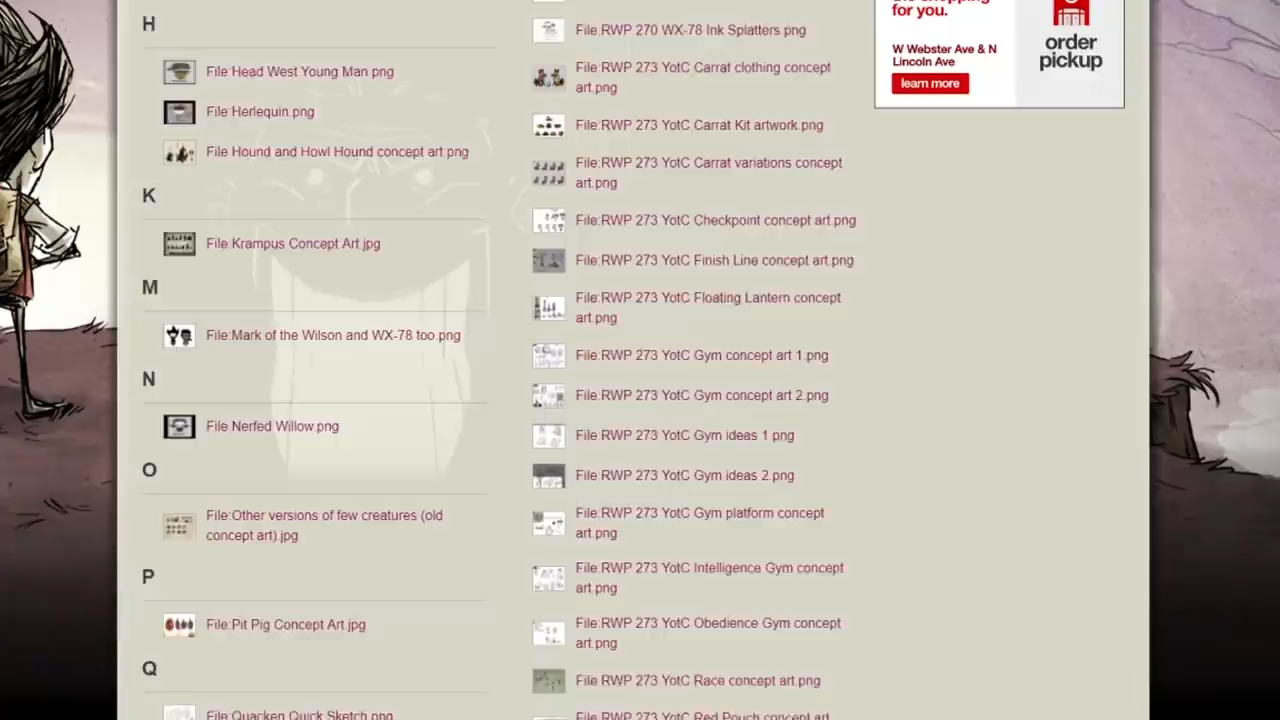 H
File Head West Young Man png
File Herlequin.png
File Hound and Howl Hound concept art png
K
File Krampus Concept Art.jpg
M
File:Mark of the Wilson and WX-78 too.png
N
File Nerfed Willow.png
O
File:Other versions of few creatures (old
concept art).jpg
P
File:Pit Pig Concept Art.jpg
Q
File:Quacken Quick Sketch.png
File:RWP 270 WX-78 Ink Splatters png
File:RWP 273 YotC Carrat clothing concept
art.png
File:RWP 273 YotC Carrat Kit artwork.png
File:RWP 273 YotC Carrat variations concept
art.png
File:RWP 273 YotC Checkpoint concept art.png
File:RWP 273 YotC Finish Line concept art.png
File:RWP 273 YotC Floating Lantern concept
art.png
File:RWP 273 YotC Gym concept art 1.png
File:RWP 273 YotC Gym concept art 2.png
File:RWP 273 YotC Gym ideas 1 png
File RWP 273 YotC Gym ideas 2.png
File:RWP 273 YotC Gym platform concept
art.png
File:RWP 273 YotC Intelligence Gym concept
art.png
File:RWP 273 YotC Obedience Gym concept
art.png
File RWP 273 YotC Race concept art.png
File:RWP 273 YotC Red Pouch concept art
for you.
W Webster Ave & N
Lincoln Ave
learn more
order
pickup